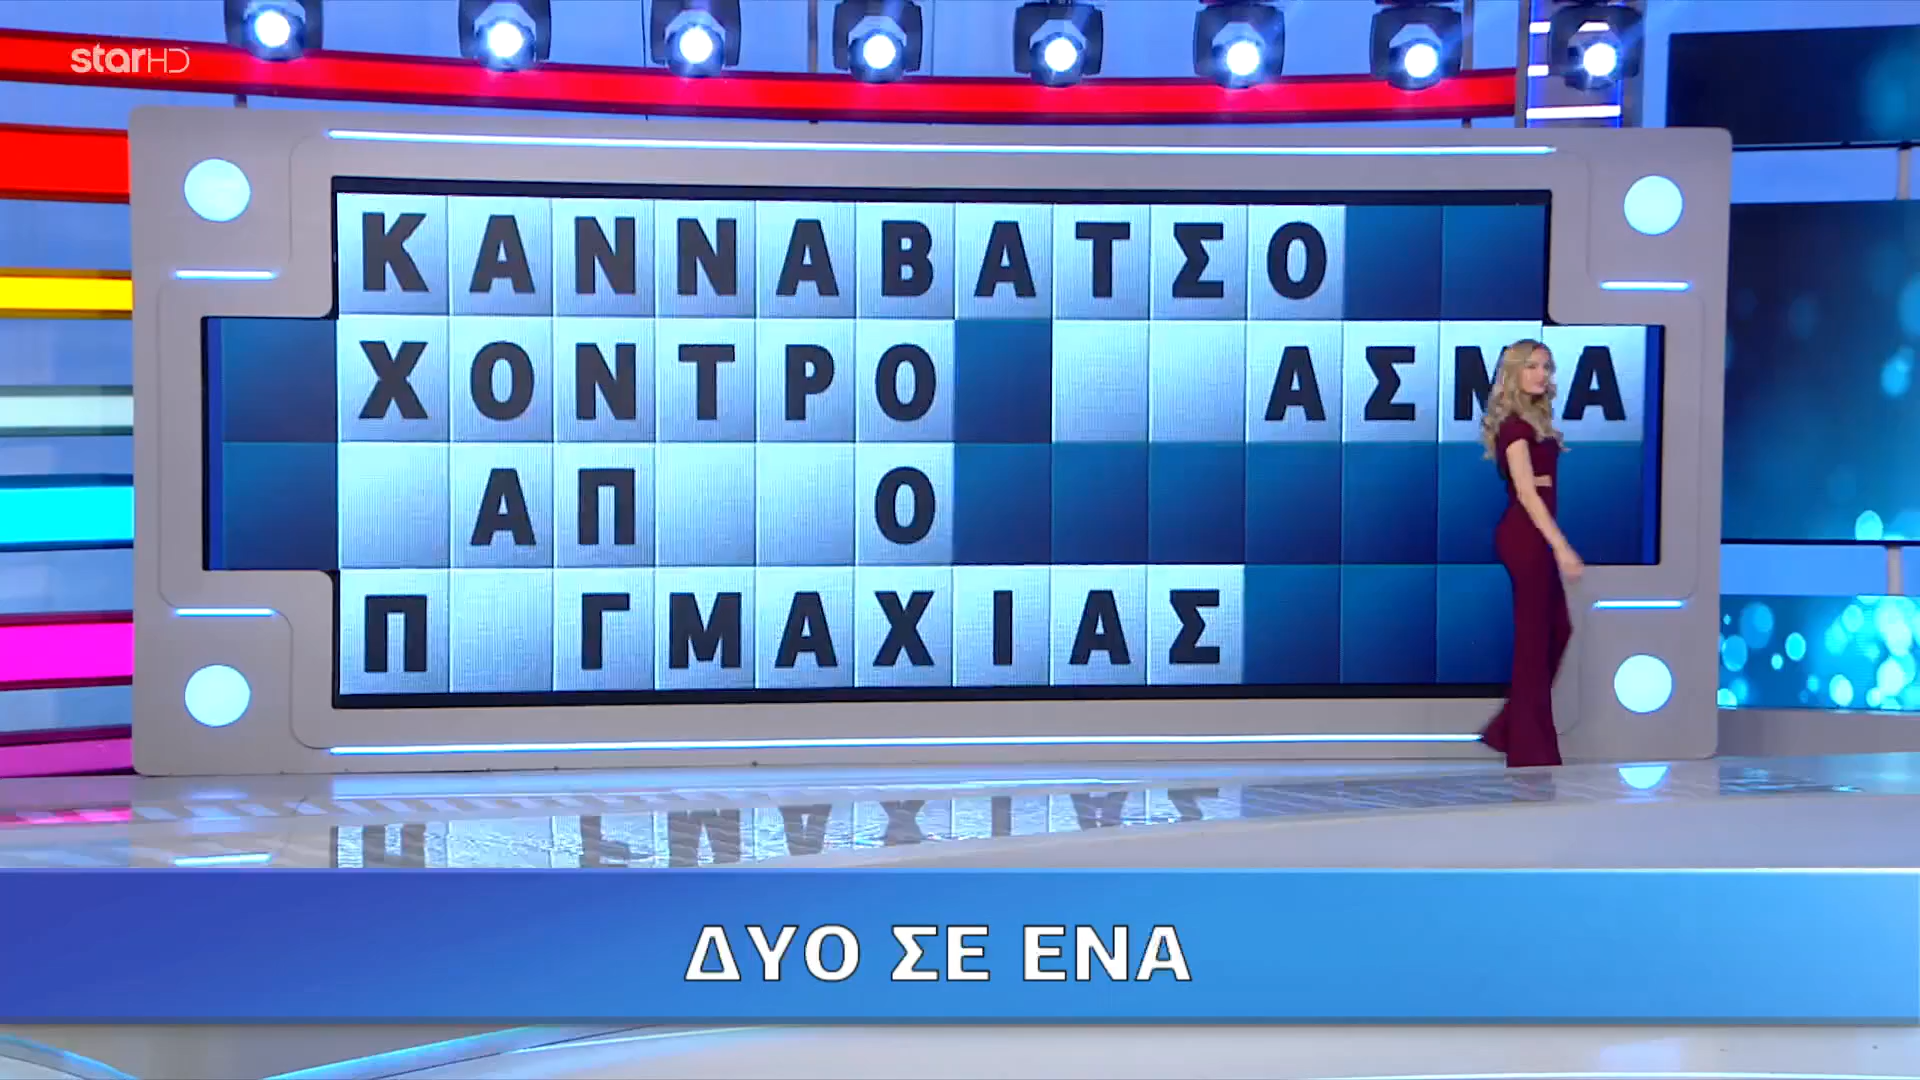 starHD
ΚΑΝΝΑΒΑΤΣΟ
ΧΟΝΤΡΟ ΑΣΜΑ
ΑΠ Ο
Π ΓΜΑΧΙΑΣ
ΔΥΟ ΣΕ ΕΝΑ